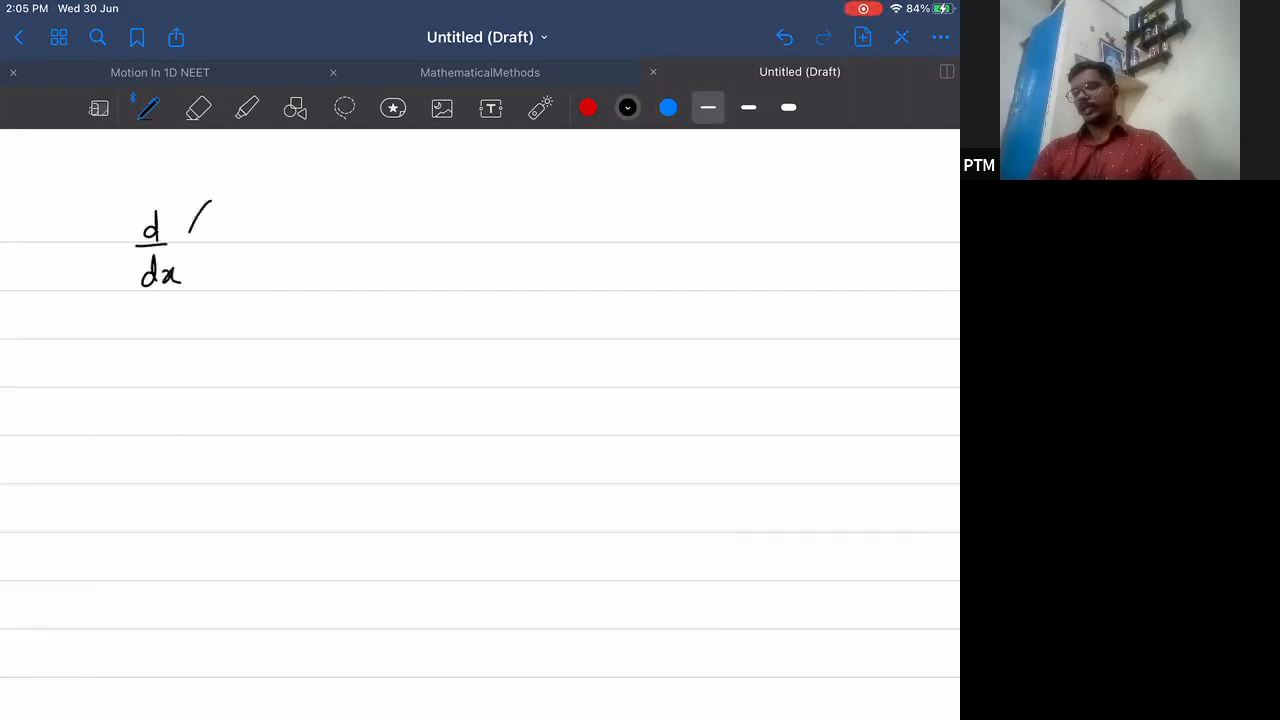 2:05 PM Wed 30 Jun 84%
Untitled (Draft)
Motion In 1D NEET MathematicalMethods Untitled (Draft)
T
d (
dx
PTM